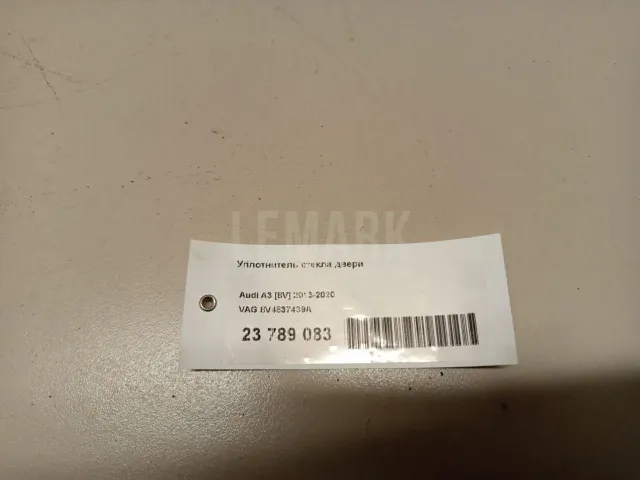 LEMARK
Уплотнитель стекла двери
Audi A3 [8V] 2013-2020
VAG 8V4837439A
23 789 083